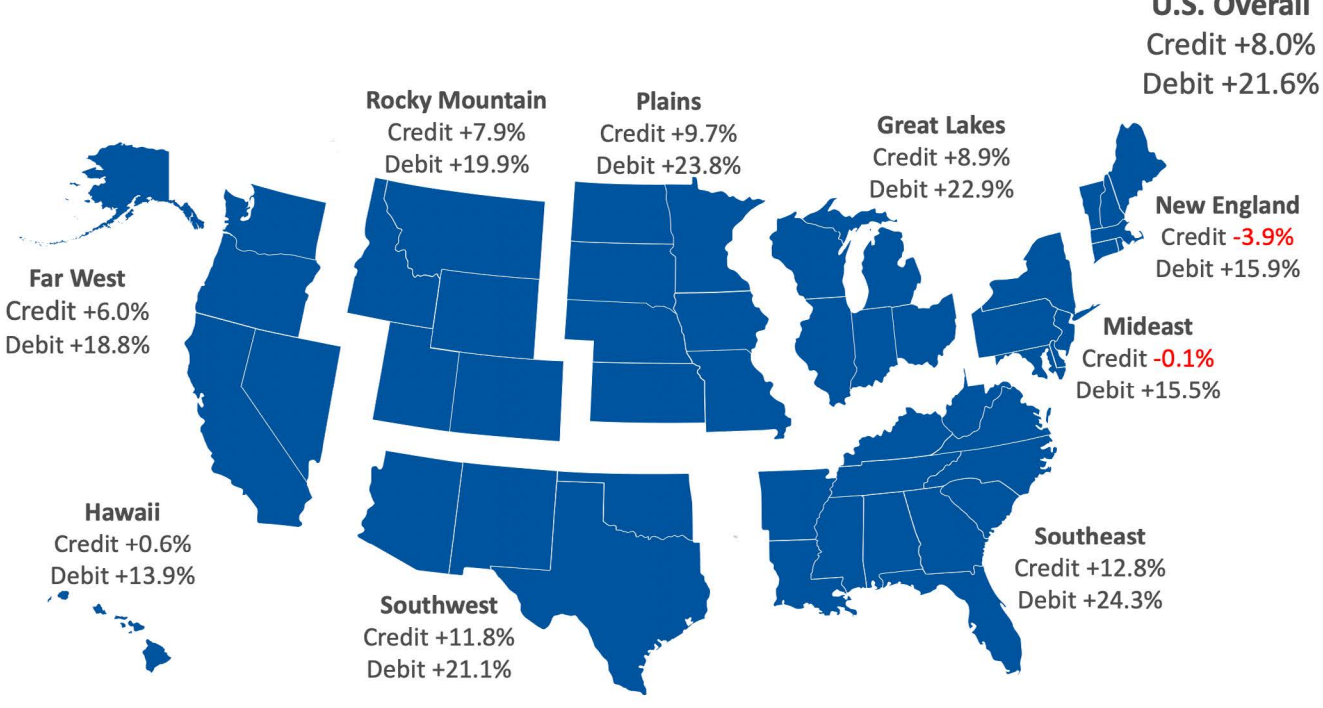 U.S. Overall
Credit +8.0%
Debit +21.6%
Rocky Mountain
Credit +7.9%
Debit +19.9%
Plains
Credit +9.7%
Debit +23.8%
Great Lakes
Credit +8.9%
Debit +22.9%
New England
Credit -3.9%
Debit +15.9%
Far West
Credit +6.0%
Debit +18.8%
Mideast
Credit -0.1%
Debit +15.5%
Hawaii
Credit +0.6%
Debit +13.9%
Southwest
Credit +11.8%
Debit +21.1%
Southeast
Credit +12.8%
Debit +24.3%